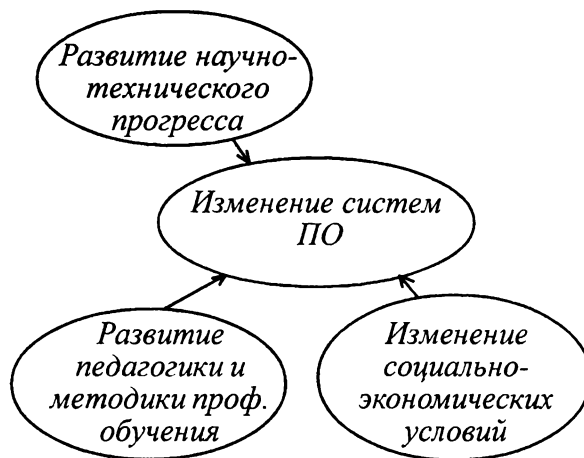 Развитие научно-
технического
прогресса
Изменение систем
ПО
Развитие
педагогики и
методики проф.
обучения
Изменение
социально-
экономических
условий